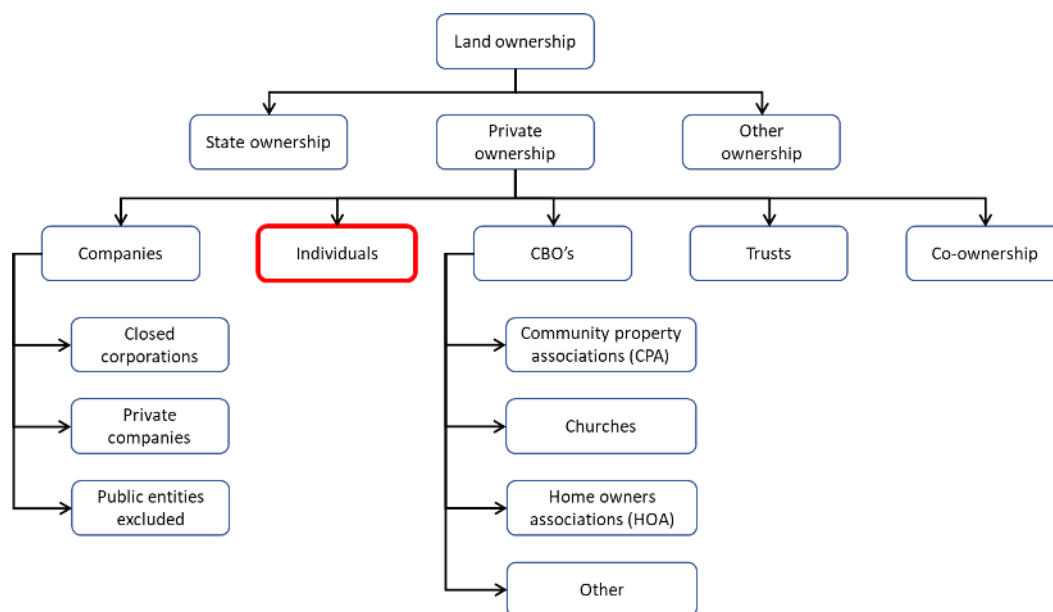 Land ownership
State ownership
Private
ownership
Other
ownership
Companies
Individuals
CBO's
Trusts
Co-ownership
Closed
corporations
Private
companies
Public entities
excluded
Community property
associations (CPA)
Churches
Home owners
associations (HOA)
Other